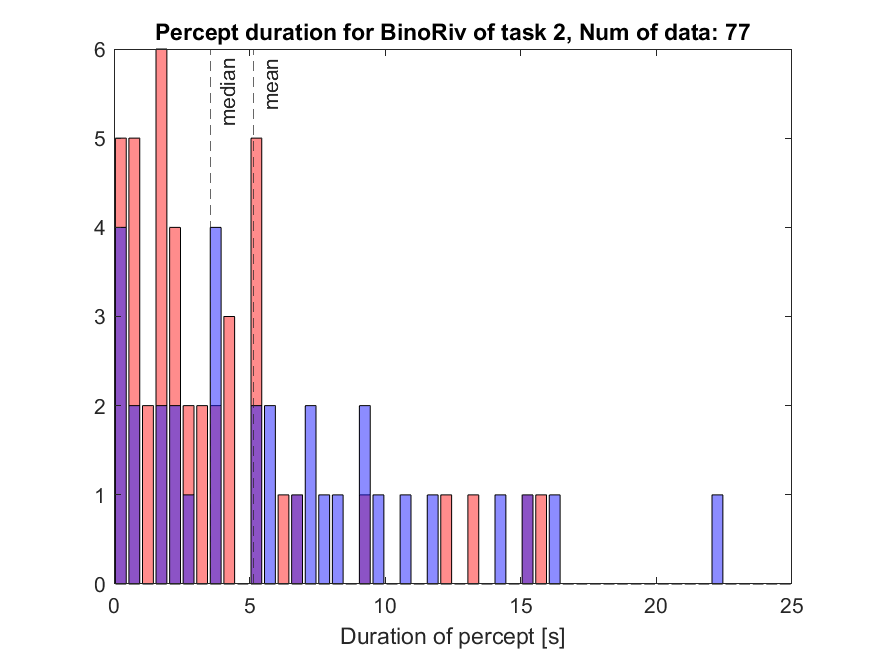 Percept duration for BinoRiv of task 2, Num of data: 77
6
5
4
3
2
1
0
median
mean
0 5 10 15 20 25
Duration of percept [s]